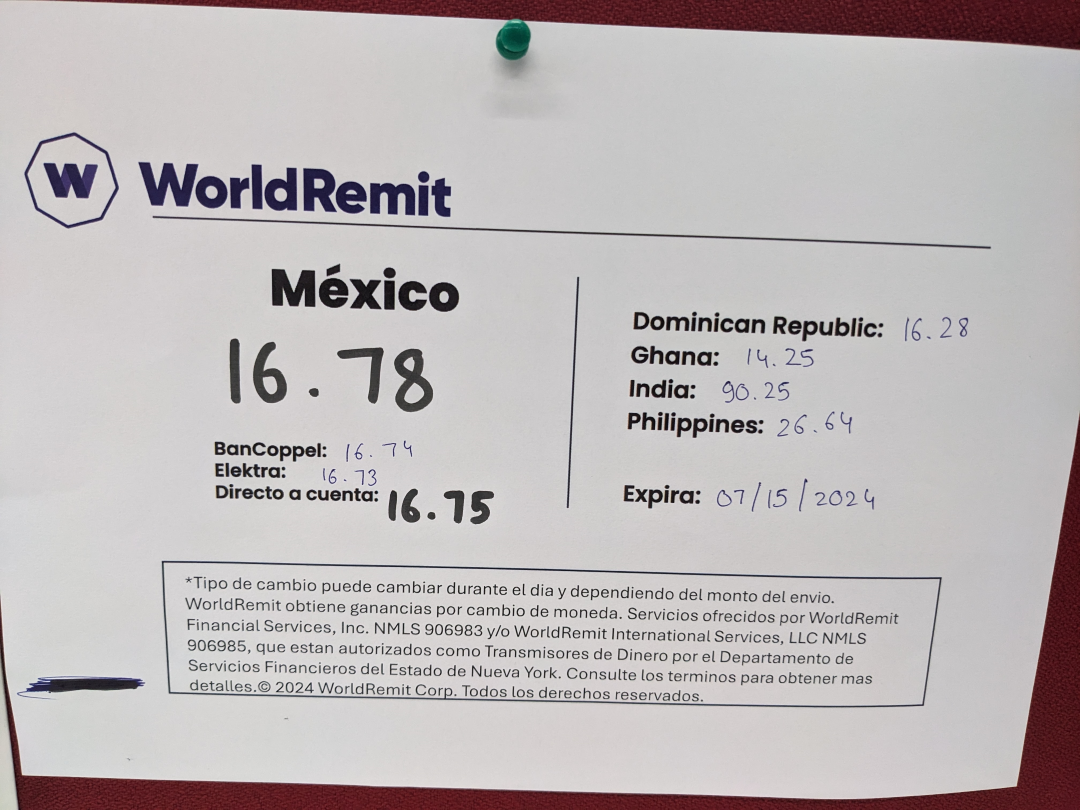 W WorldRemit
México
16.78
BanCoppel: 16.74
Elektra: 16.73
Directo a cuenta: 16.75
Dominican Republic: 16.28
Ghana: 14.25
India: 90.25
Philippines: 26.64
Expira: 07/15/2024
*Tipo de cambio puede cambiar durante el dia y dependiendo del monto del envio.
WorldRemit obtiene ganancias por cambio de moneda. Servicios ofrecidos por WorldRemit
Financial Services, Inc. NMLS 906983 y/o WorldRemit International Services, LLC NMLS
906985, que estan autorizados como Transmisores de Dinero por el Departamento de
Servicios Financieros del Estado de Nueva York. Consulte los terminos para obtener mas
detalles.© 2024 WorldRemit Corp. Todos los derechos reservados.